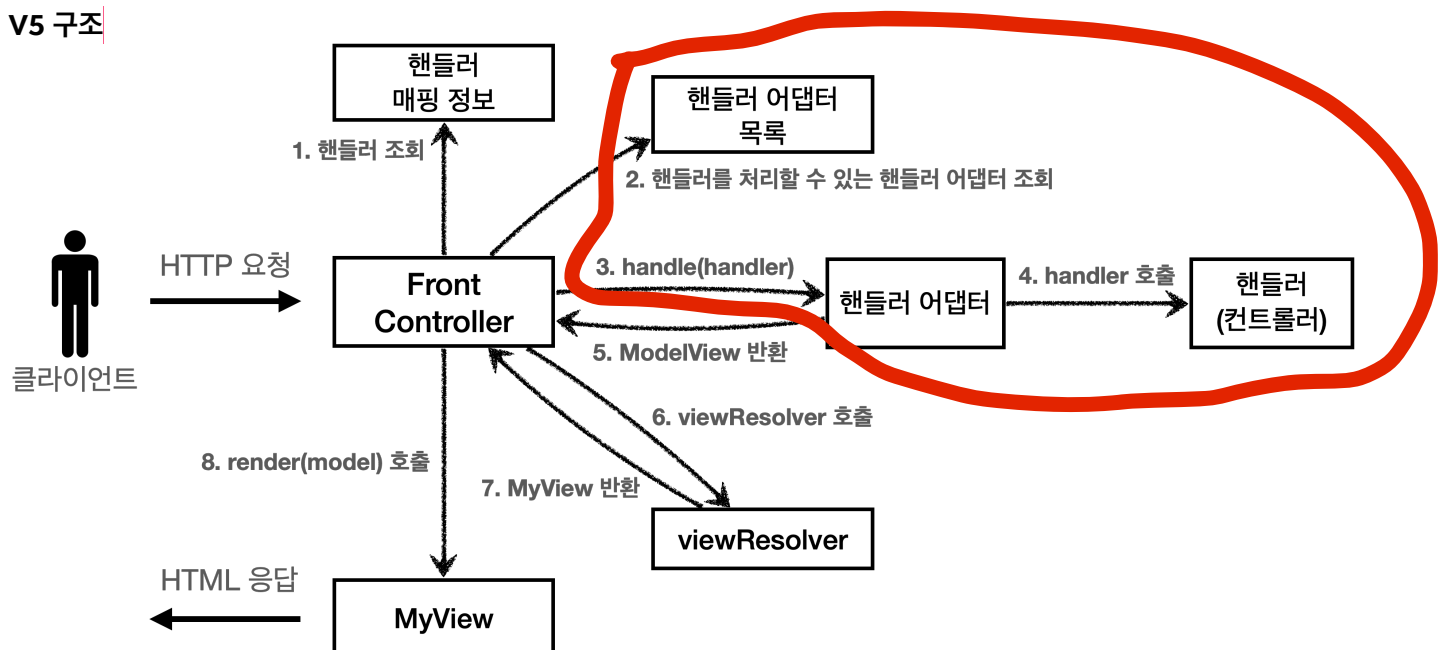 V5 구조
핸들러
매핑 정보
핸들러 어댑터
목록
1. 핸들러 조회
2. 핸들러를 처리할 수 있는 핸들러 어댑터 조회
HTTP 요청
Front
Controller
3. handle(handler)
핸들러 어댑터
4. handler 호출
핸들러
(컨트롤러)
5. ModelView 반환
클라이언트
6. viewResolver 호출
8. render(model) 호출
7. MyView 반환
viewResolver
HTML 응답
MyView